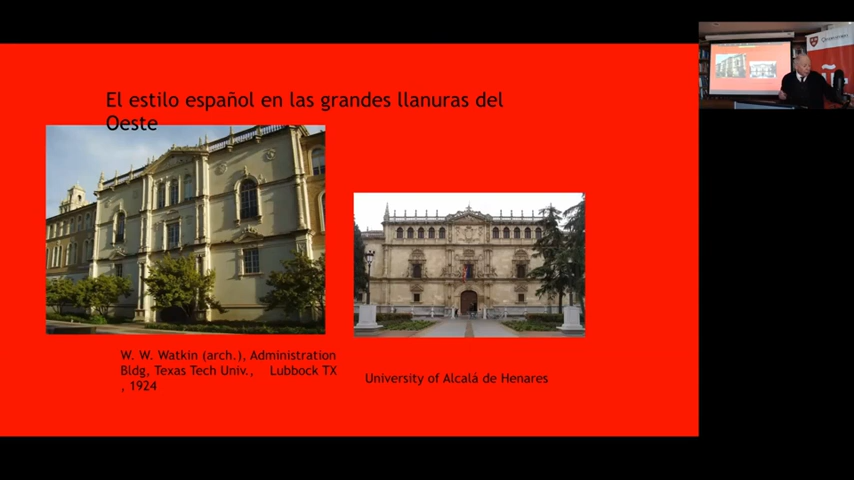 El estilo español en las grandes llanuras del
Oeste
W. W. Watkin (arch.), Administration
Bldg, Texas Tech Univ.,    Lubbock TX
, 1924
University of Alcalá de Henares